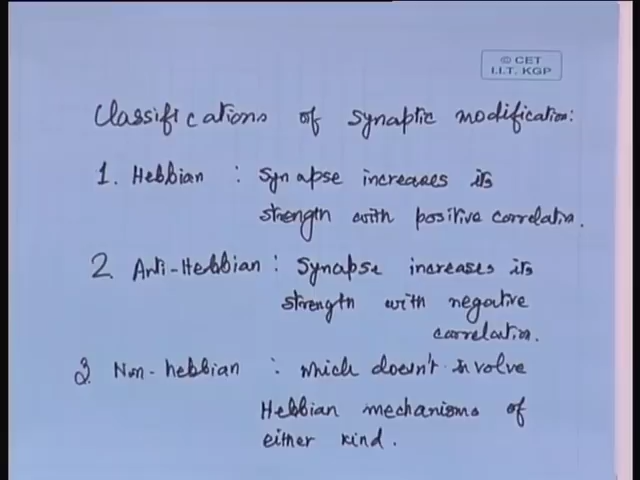 © CET
I.I.T. KGP
Classifications of synaptic modification:
1. Hebbian : Synapse increases its
strength with positive correlation.
2. Anti-Hebbian : Synapse increases its
strength with negative
correlation.
3. Non-hebbian : which doesn't involve
Hebbian mechanisms of
either kind.